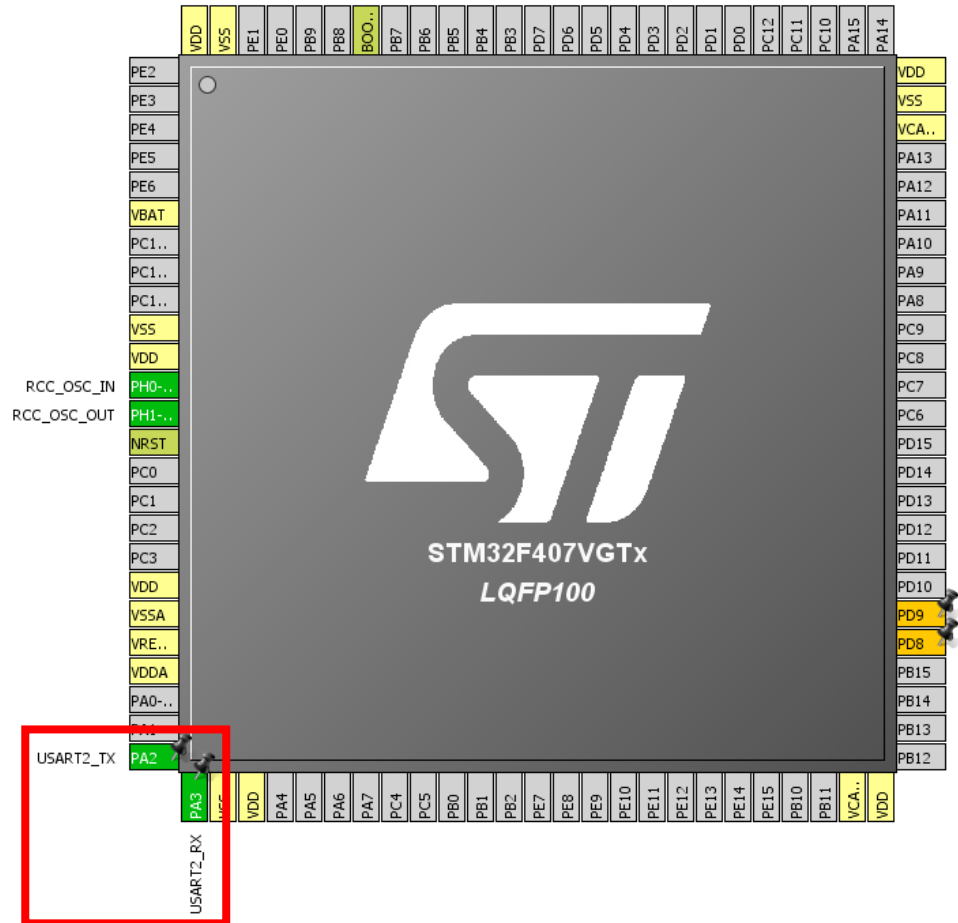 VDD
VSS
PE1
PE0
PB9
PB8
BOO..
PB7
PB6
PB5
PB4
PB3
PD7
PD6
PD5
PD4
PD3
PD2
PD1
PD0
PC12
PC11
PC10
PA15
PA14
PE2
PE3
PE4
PE5
PE6
VBAT
PC1..
PC1..
PC1..
VSS
VDD
RCC_OSC_IN PH0-..
RCC_OSC_OUT PH1-..
NRST
PC0
PC1
PC2
PC3
VDD
VSSA
VRE..
VDDA
PA0-..
PA1
USART2_TX PA2
STM32F407VGTx
LQFP100
VDD
VSS
VCA..
PA13
PA12
PA11
PA10
PA9
PA8
PC9
PC8
PC7
PC6
PD15
PD14
PD13
PD12
PD11
PD10
PD9
PD8
PB15
PB14
PB13
PB12
PA3
VSS
VDD
PA4
PA5
PA6
PA7
PC4
PC5
PB0
PB1
PB2
PE7
PE8
PE9
PE10
PE11
PE12
PE13
PE14
PE15
PB10
PB11
VCA..
VDD
USART2_RX